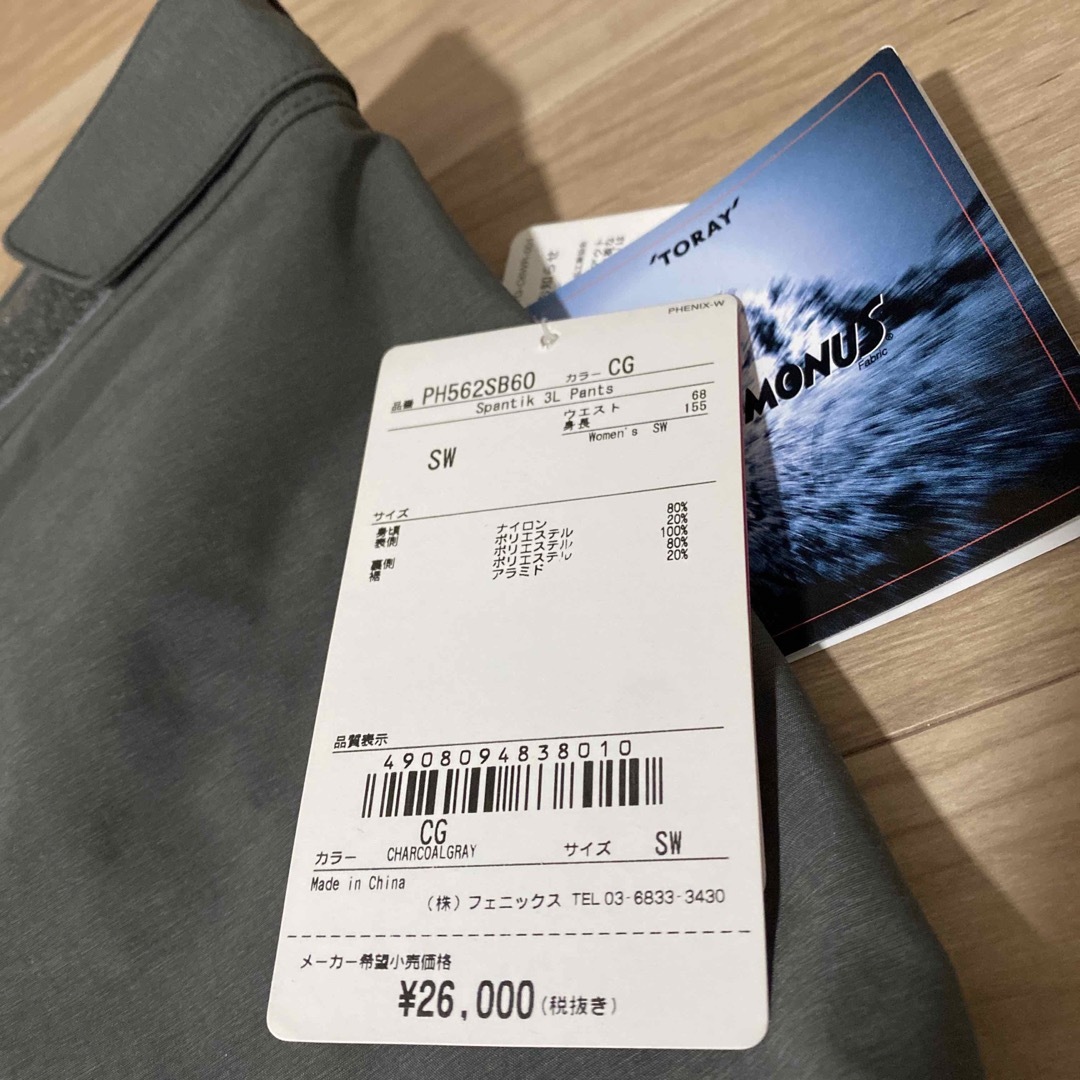 PHENIX-W
品番 PH562SB60 カラー CG
Spantik 3L Pants
ウエスト 68
身長 155
Women's SW
SW
サイズ
身頃
表側 ナイロン 80%
ポリエステル 20%
裏側 ポリエステル 100%
裾 ポリエステル 80%
アラミド 20%
品質表示
4908094838010
CG
カラー CHARCOALGRAY サイズ SW
Made in China
(株)フェニックス TEL 03-6833-3430
メーカー希望小売価格
¥26,000(税抜き)
'TORAY'
MONUS®
Fabric